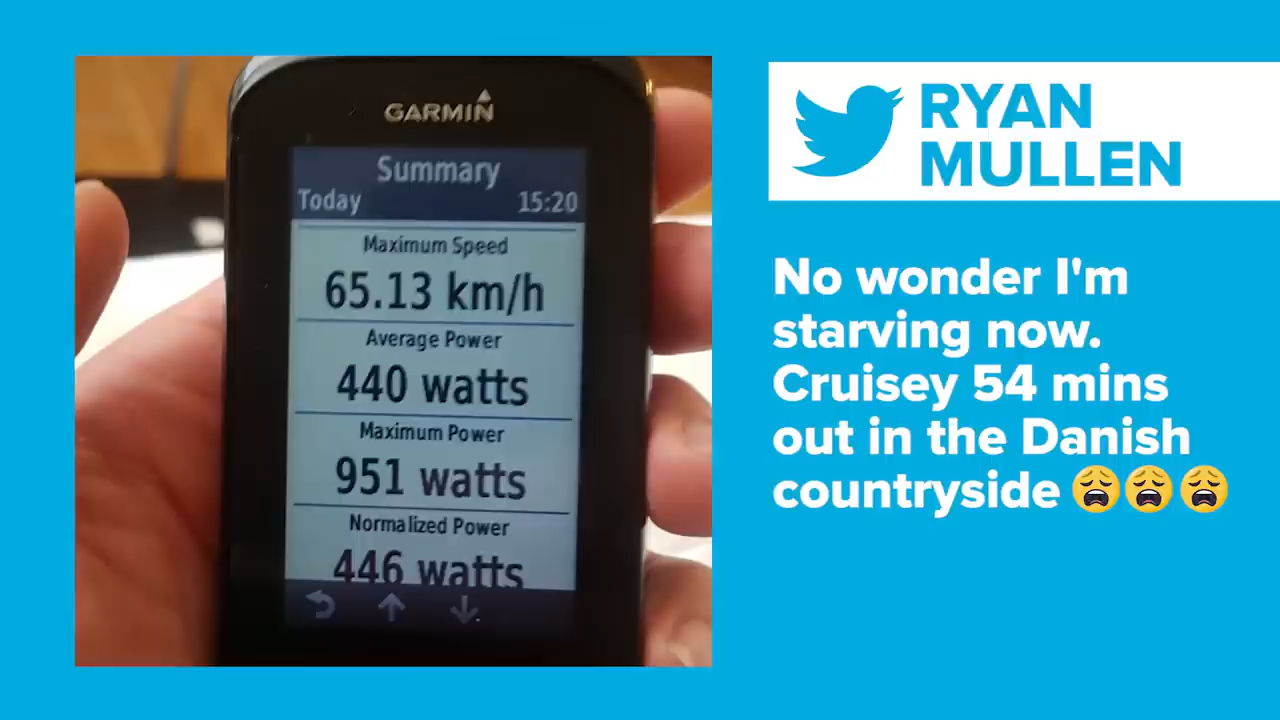 GARMIN
Summary
Today 15:20
Maximum Speed
65.13 km/h
Average Power
440 watts
Maximum Power
951 watts
Normalized Power
446 watts
RYAN
MULLEN
No wonder I'm
starving now.
Cruisey 54 mins
out in the Danish
countryside 😩😩😩